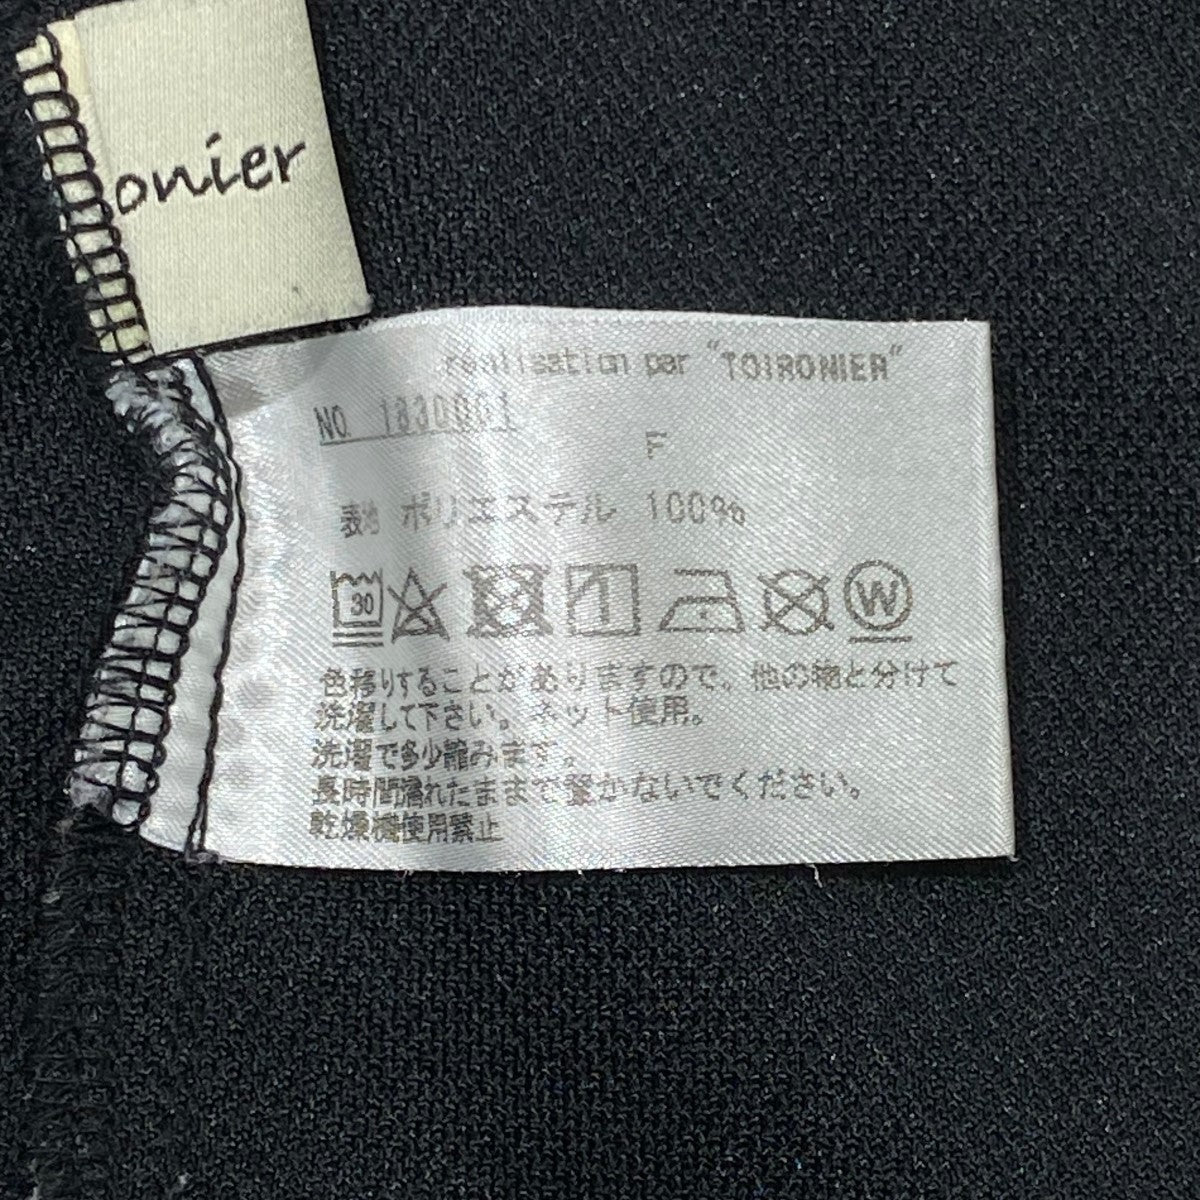 onier
réalisation par "TOIRONIER"
NO. 1830001
F
表地 ポリエステル 100%
30
W
色移りすることがありますので、他の物と分けて
洗濯して下さい。ネット使用。
洗濯で多少縮みます。
長時間濡れたままで置かないでください。
乾燥機使用禁止